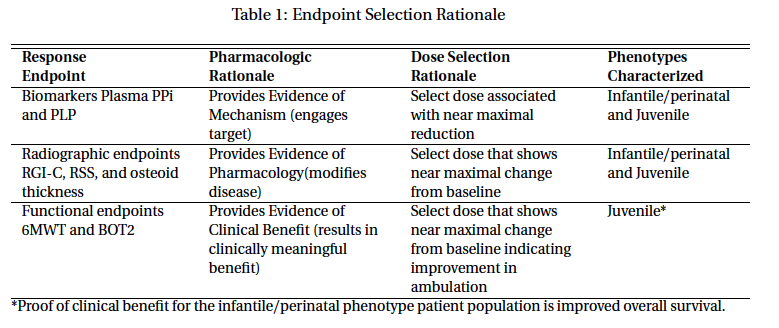 Table 1: Endpoint Selection Rationale
Response Endpoint | Pharmacologic Rationale | Dose Selection Rationale | Phenotypes Characterized
Biomarkers Plasma PPi and PLP | Provides Evidence of Mechanism (engages target) | Select dose associated with near maximal reduction | Infantile/perinatal and Juvenile
Radiographic endpoints RGI-C, RSS, and osteoid thickness | Provides Evidence of Pharmacology(modifies disease) | Select dose that shows near maximal change from baseline | Infantile/perinatal and Juvenile
Functional endpoints 6MWT and BOT2 | Provides Evidence of Clinical Benefit (results in clinically meaningful benefit) | Select dose that shows near maximal change from baseline indicating improvement in ambulation | Juvenile*
*Proof of clinical benefit for the infantile/perinatal phenotype patient population is improved overall survival.